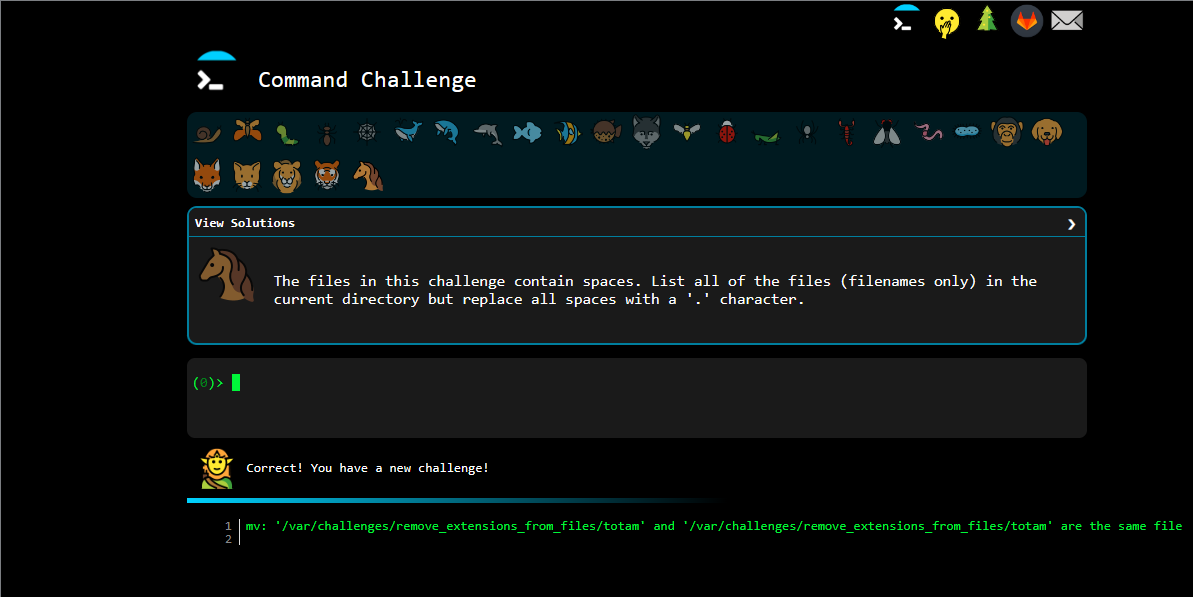 Command Challenge
View Solutions
The files in this challenge contain spaces. List all of the files (filenames only) in the
current directory but replace all spaces with a '.' character.
(0)>
Correct! You have a new challenge!
1 mv: '/var/challenges/remove_extensions_from_files/totam' and '/var/challenges/remove_extensions_from_files/totam' are the same file
2